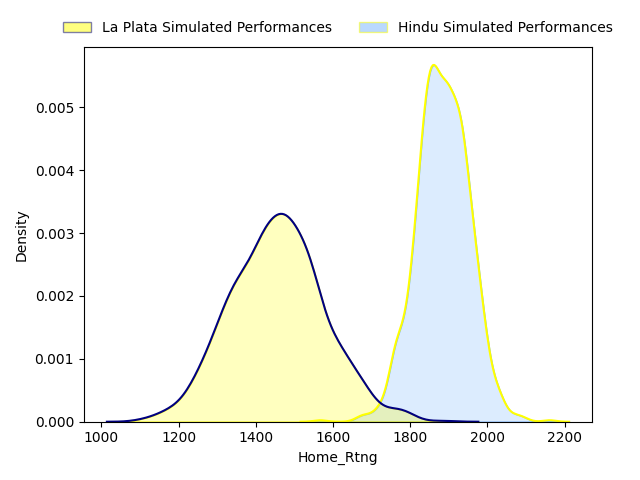 La Plata Simulated Performances
Hindu Simulated Performances
0.005
0.004
0.003
0.002
0.001
0.000
Density
1000 1200 1400 1600 1800 2000 2200
Home_Rtng